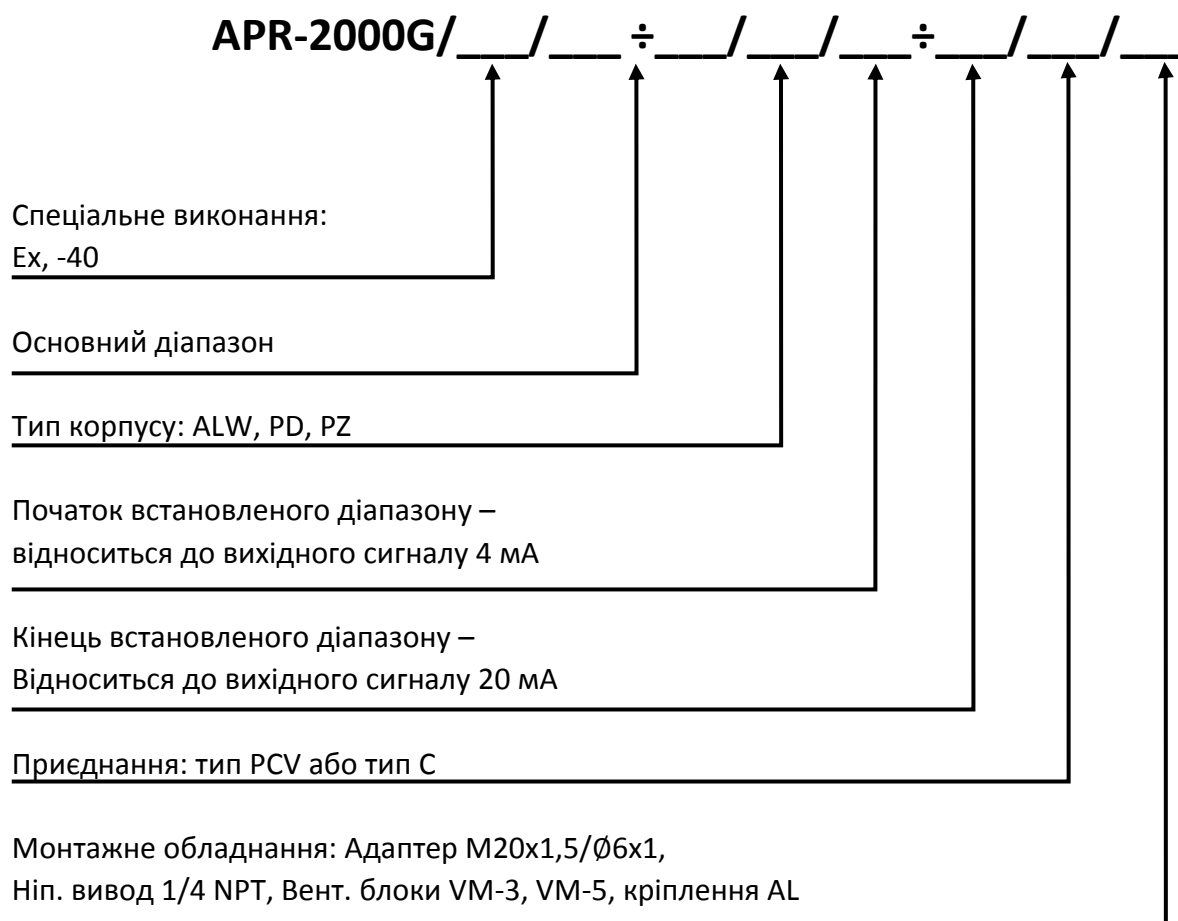 APR-2000G/___/___ ÷___/___/___÷___/___/___
Спеціальне виконання:
Ex, -40
Основний діапазон
Тип корпусу: ALW, PD, PZ
Початок встановленого діапазону –
відноситься до вихідного сигналу 4 мА
Кінець встановленого діапазону –
Відноситься до вихідного сигналу 20 мА
Приєднання: тип PCV або тип С
Монтажне обладнання: Адаптер M20x1,5/Ø6x1,
Ніп. вивод 1/4 NPT, Вент. блоки VM-3, VM-5, кріплення AL